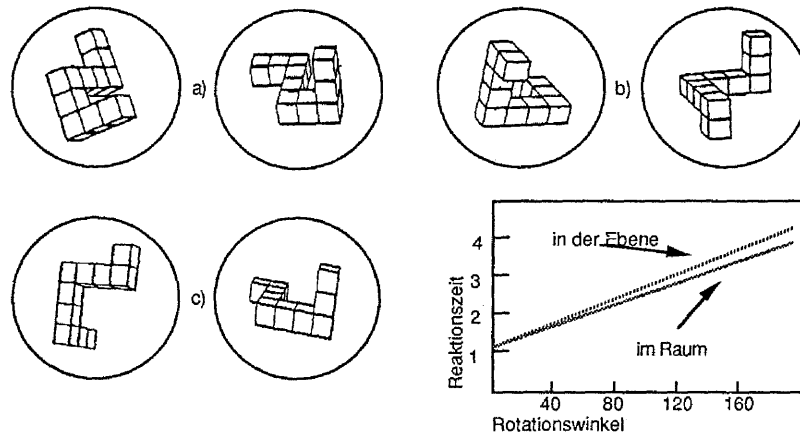 a)
b)
c)
4
3
2
1
in der Ebene
im Raum
Reaktionszeit
40 80 120 160
Rotationswinkel